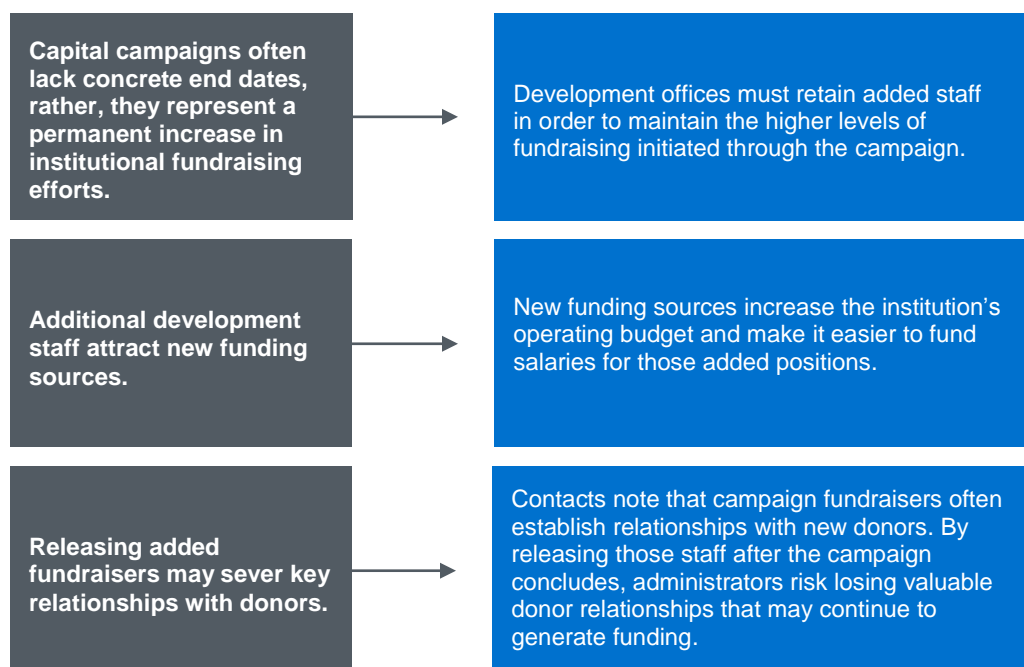 Capital campaigns often
lack concrete end dates,
rather, they represent a
permanent increase in
institutional fundraising
efforts.
Development offices must retain added staff
in order to maintain the higher levels of
fundraising initiated through the campaign.
Additional development
staff attract new funding
sources.
New funding sources increase the institution’s
operating budget and make it easier to fund
salaries for those added positions.
Releasing added
fundraisers may sever key
relationships with donors.
Contacts note that campaign fundraisers often
establish relationships with new donors. By
releasing those staff after the campaign
concludes, administrators risk losing valuable
donor relationships that may continue to
generate funding.